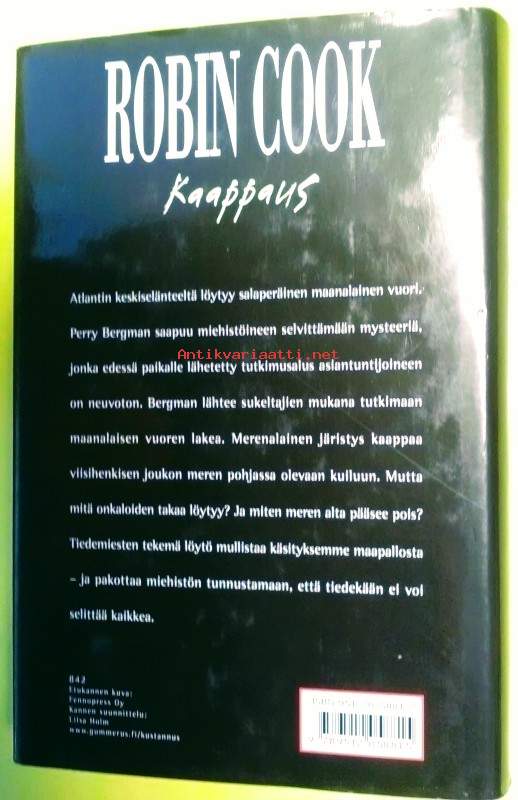 ROBIN COOK
Kaappaus
Atlantin keskiselänteeltä löytyy salaperäinen maanalainen vuori.
Perry Bergman saapuu miehistöineen selvittämään mysteeriä,
Antikvariaatti.net
jonka edessä paikalle lähetetty tutkimusalus asiantuntijoineen
on neuvoton. Bergman lähtee sukeltajien mukana tutkimaan
maanalaisen vuoren lakea. Merenalainen järistys kaappaa
viisihenkisen joukon meren pohjassa olevaan kuiluun. Mutta
mitä onkaloiden takaa löytyy? Ja miten meren alta pääsee pois?
Tiedemiesten tekemä löytö mullistaa käsityksemme maapallosta
– ja pakottaa miehistön tunnustamaan, että tiedekään ei voi
selittää kaikkea.
842
Etukannen kuva:
Fennopress Oy
Kannen suunnittelu:
Liisa Holm
www.gummerus.fi/kustannus